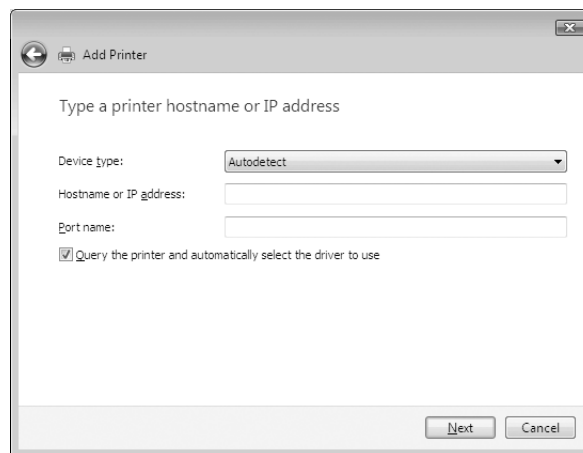 Add Printer
Type a printer hostname or IP address
Device type: Autodetect
Hostname or IP address:
Port name:
Query the printer and automatically select the driver to use
Next Cancel